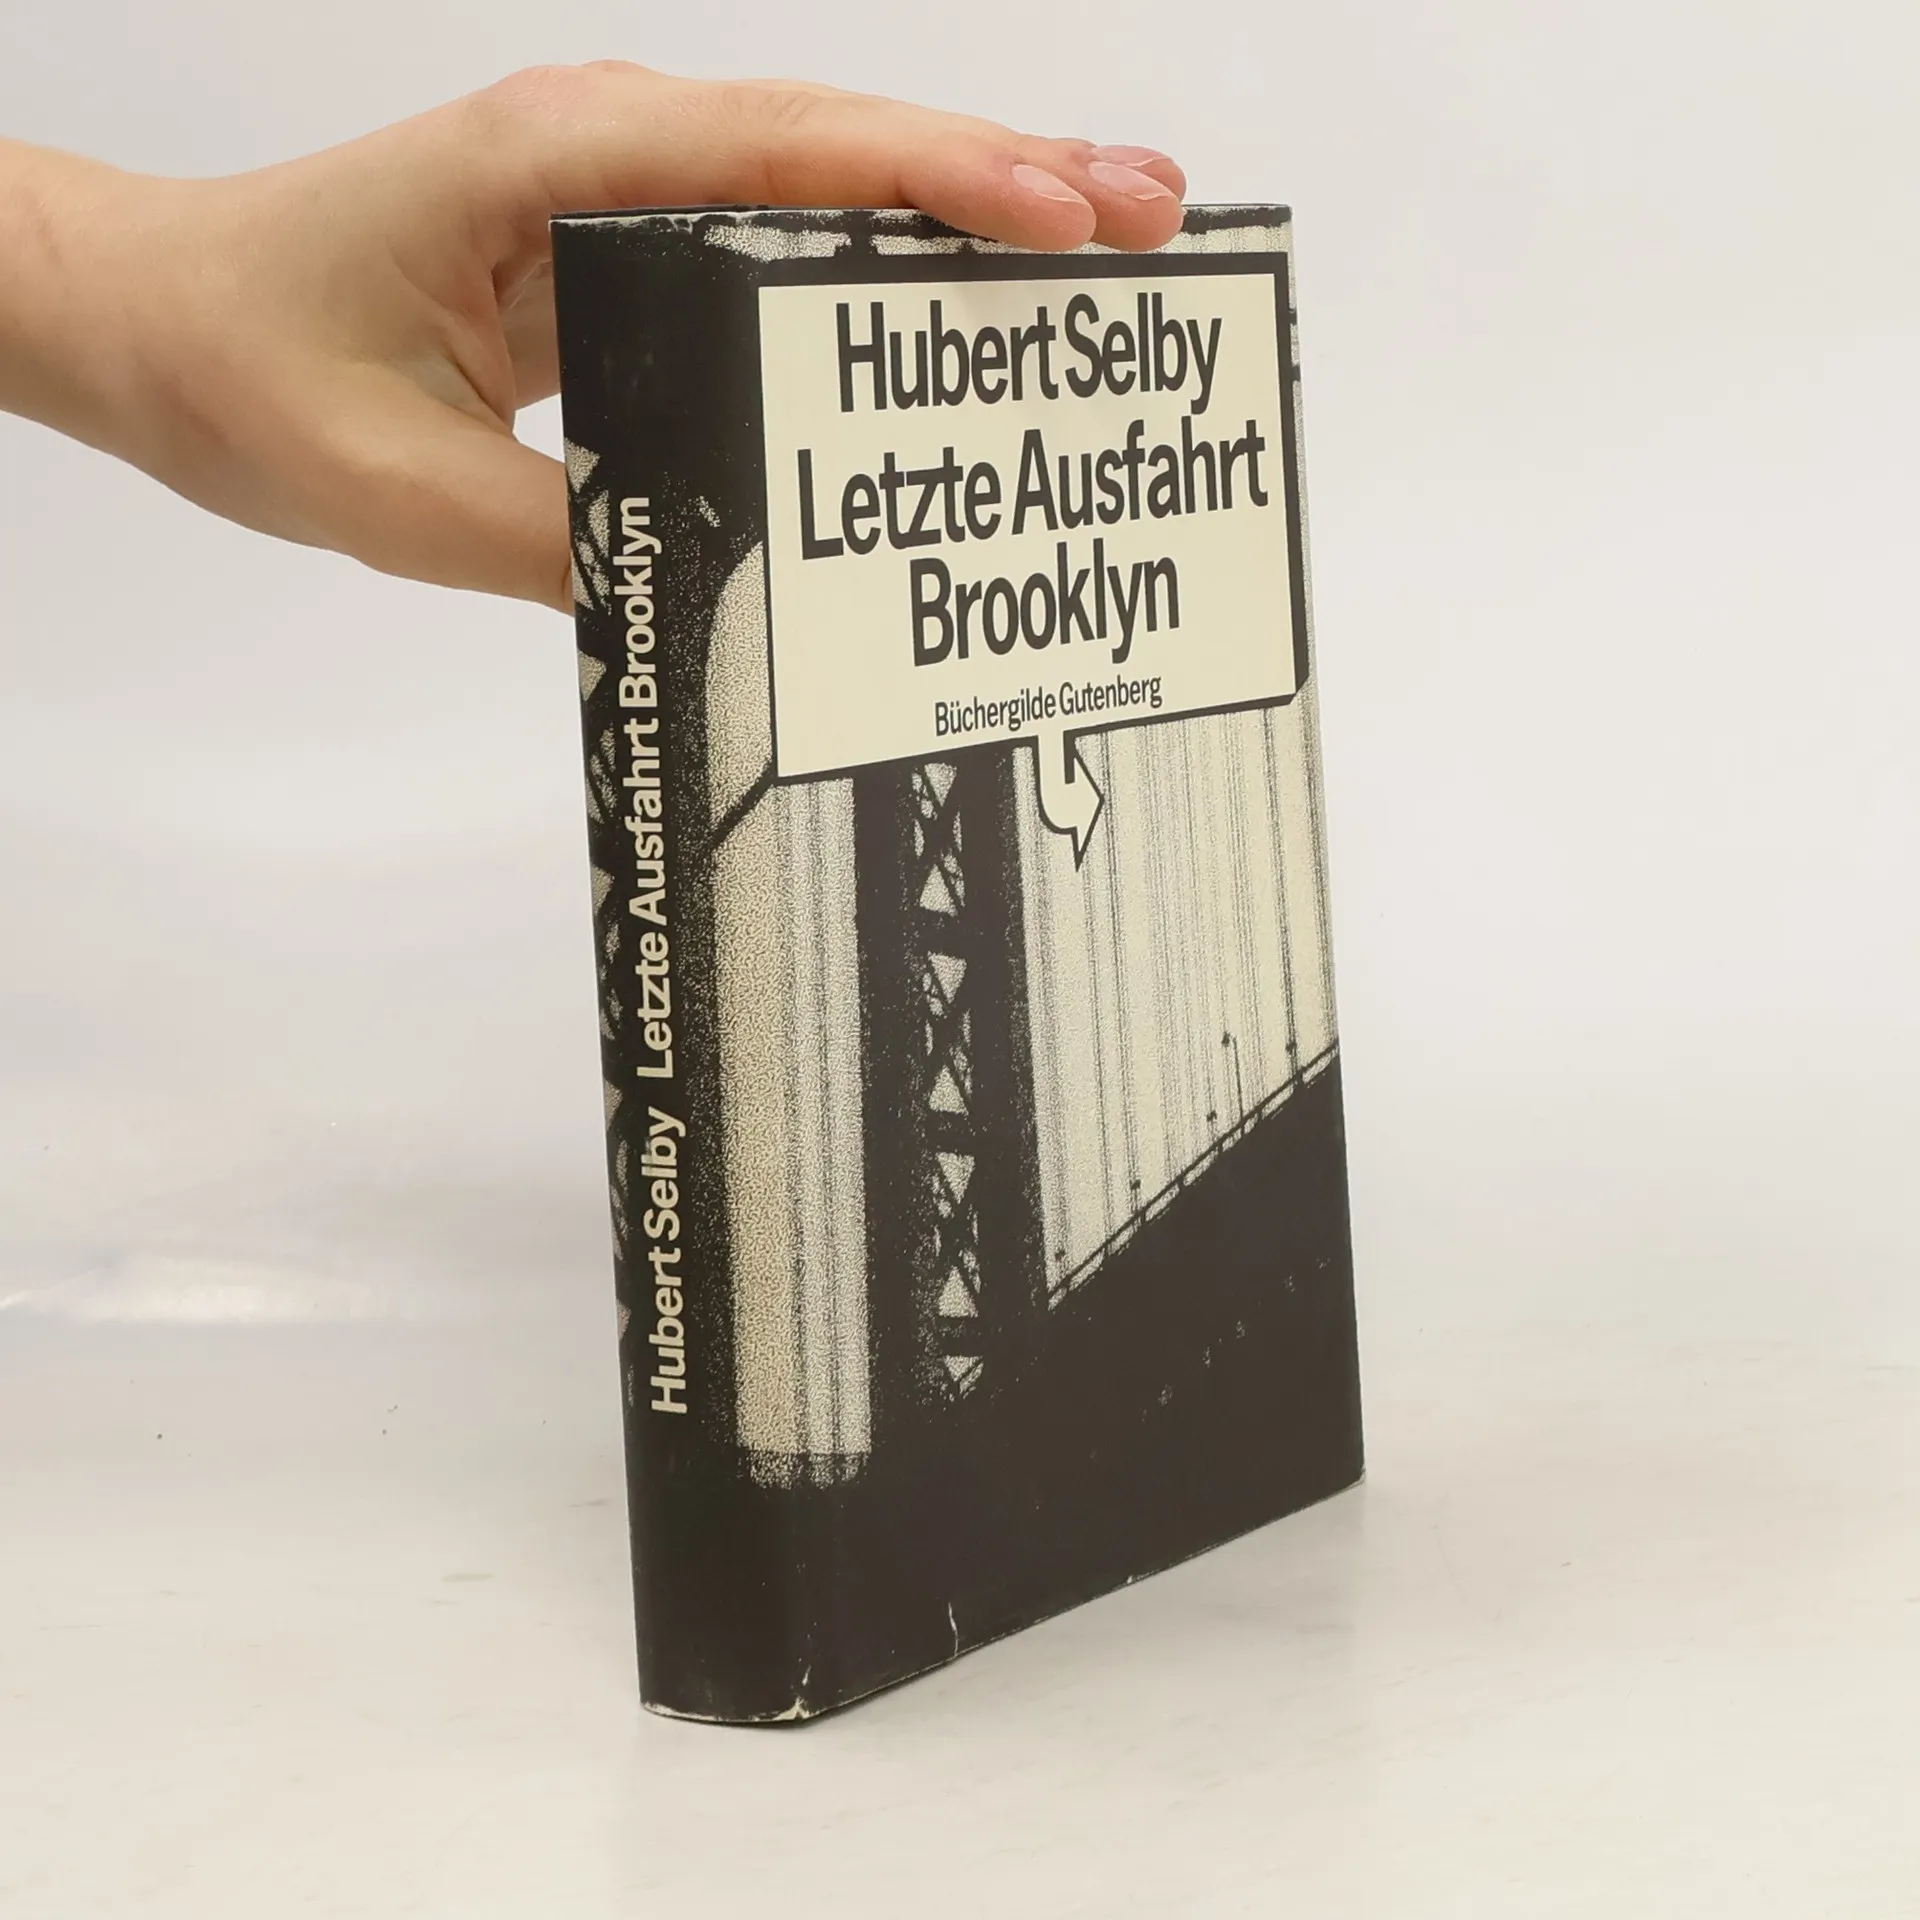 Hubert Selby
Letzte Ausfahrt
Brooklyn
Büchergilde Gutenberg
Hubert Selby Letzte Ausfahrt Brooklyn